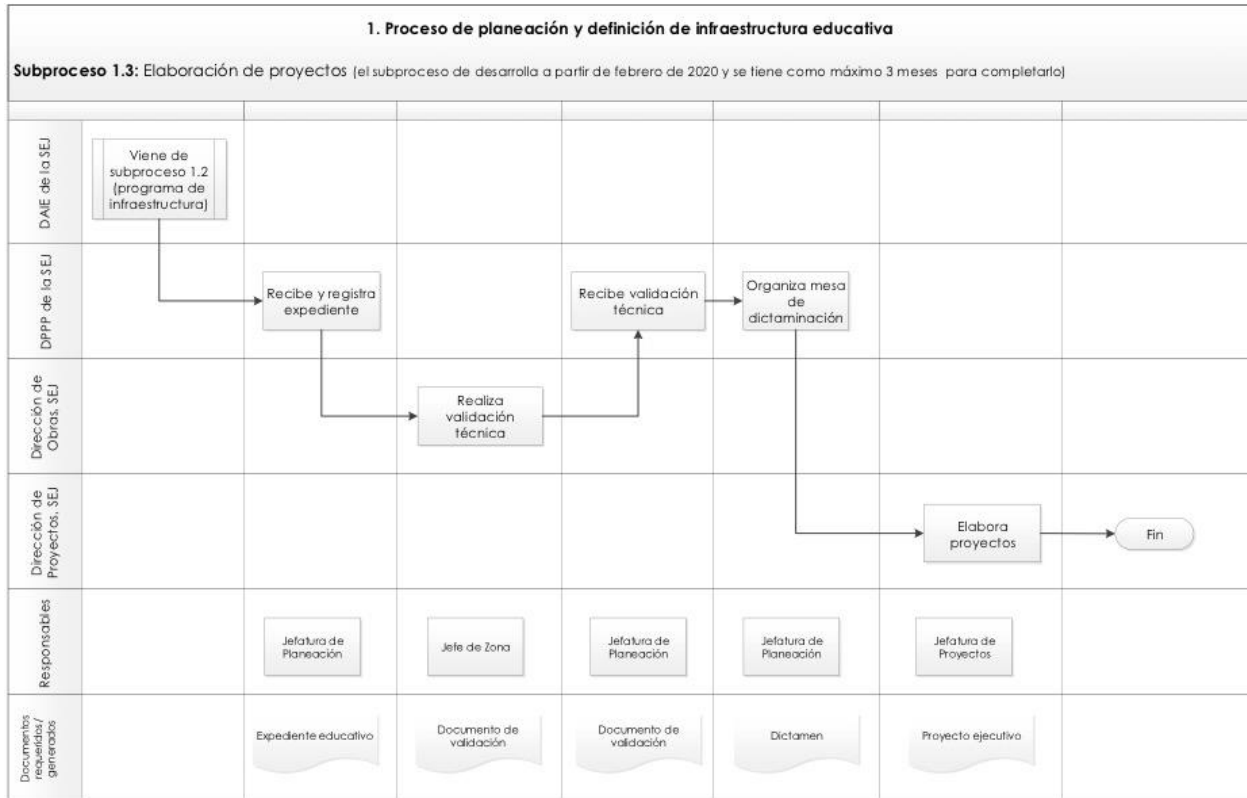 1. Proceso de planeación y definición de infraestructura educativa
Subproceso 1.3: Elaboración de proyectos (el subproceso de desarrolla a partir de febrero de 2020 y se tiene como máximo 3 meses para completarlo)
DAIE de la SEJ
Viene de
subproceso 1.2
(programa de
infraestructura)
DPPP de la SEJ
Recibe y registra
expediente
Recibe validación
técnica
Organiza mesa
de
dictaminación
Dirección de
Obras, SEJ
Realiza
validación
técnica
Dirección de
Proyectos, SEJ
Elabora
proyectos
Fin
Responsables
Jefatura de
Planeación
Jefe de Zona
Jefatura de
Planeación
Jefatura de
Planeación
Jefatura de
Proyectos
Documentos
requeridos/
generados
Expediente educativo
Documento de
validación
Documento de
validación
Dictamen
Proyecto ejecutivo